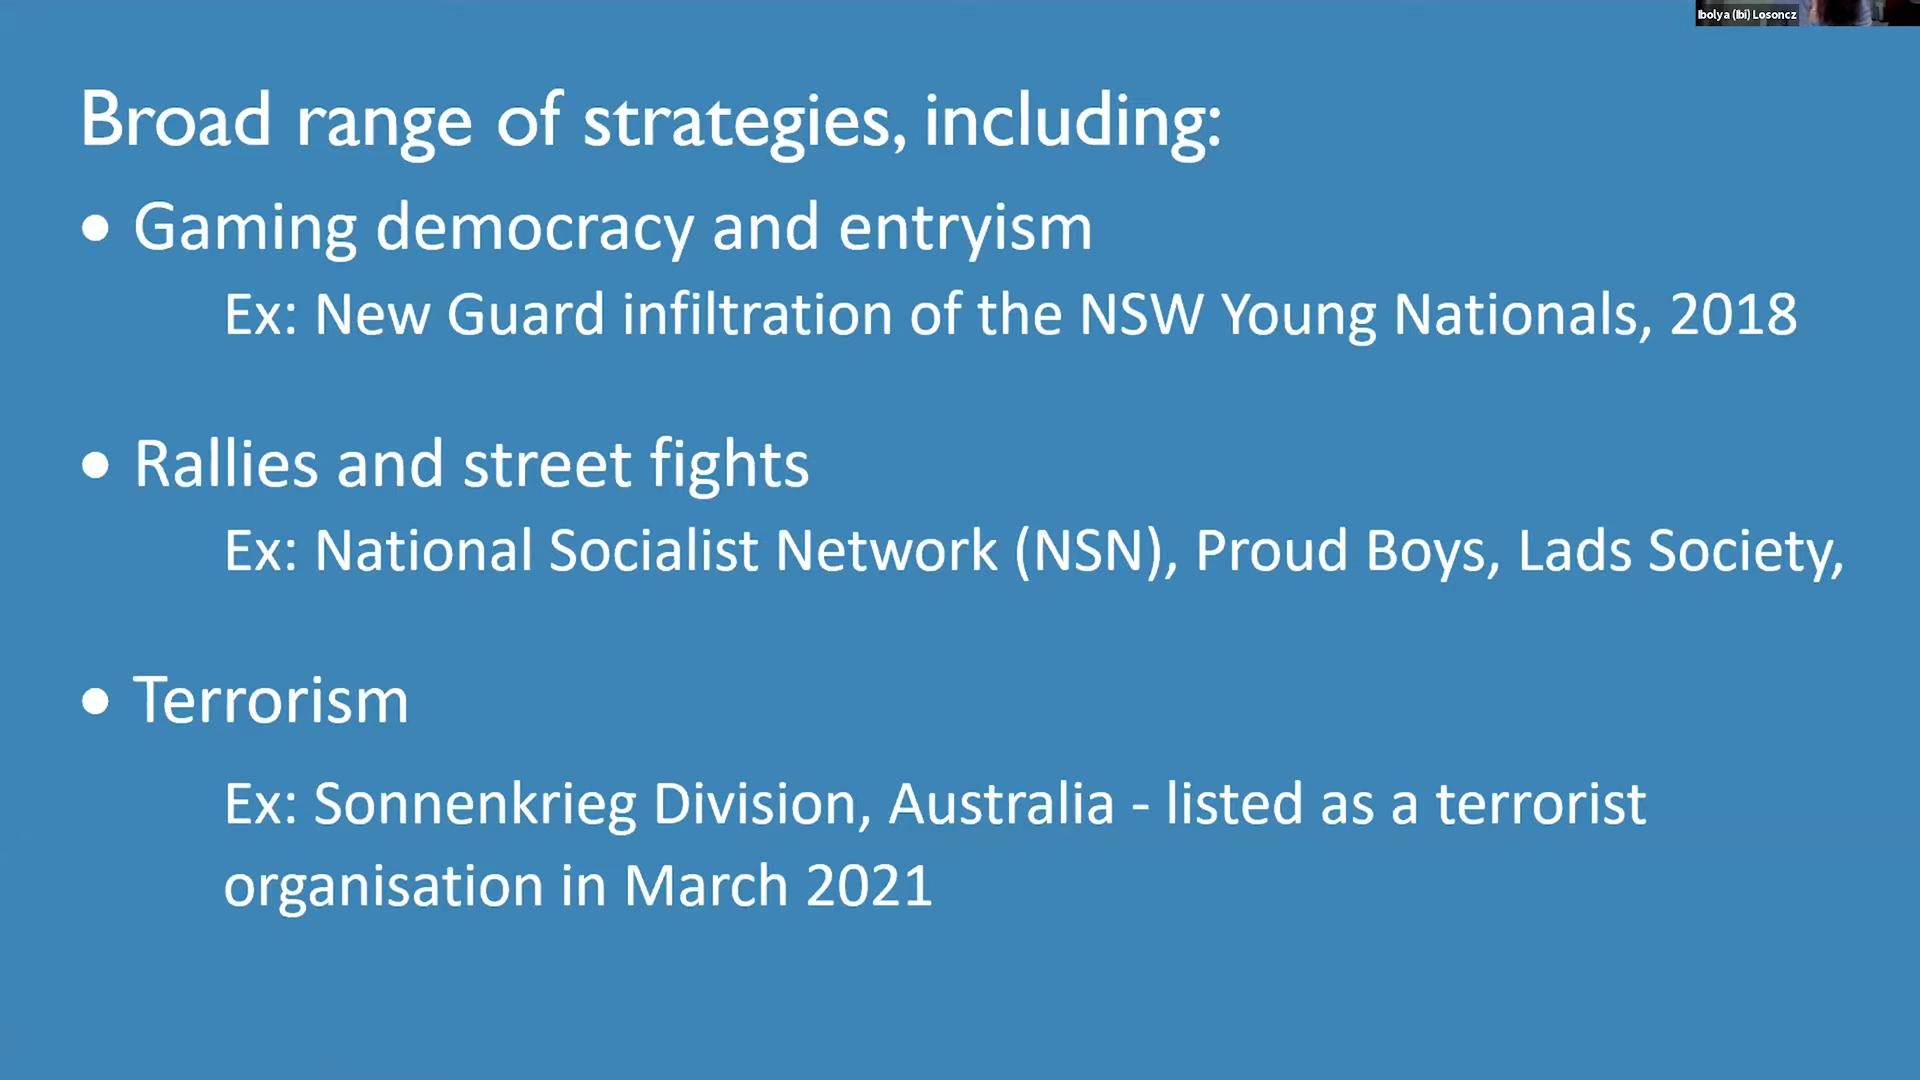 Ibolya (Ibi) Losoncz
Broad range of strategies, including:
• Gaming democracy and entryism
Ex: New Guard infiltration of the NSW Young Nationals, 2018
• Rallies and street fights
Ex: National Socialist Network (NSN), Proud Boys, Lads Society,
• Terrorism
Ex: Sonnenkrieg Division, Australia - listed as a terrorist
organisation in March 2021